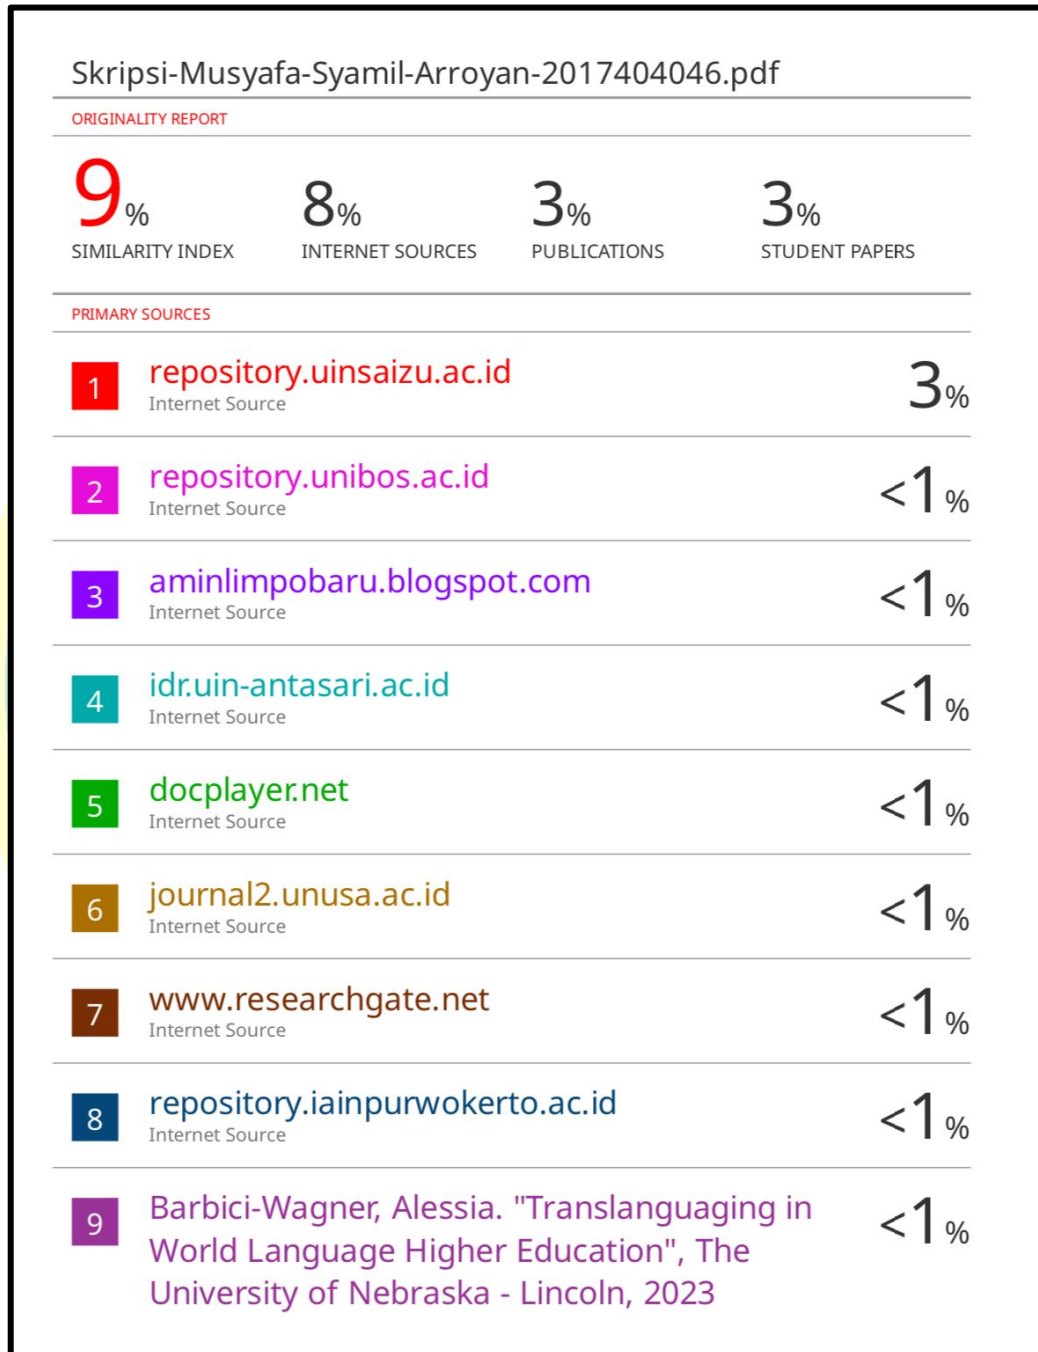 Skripsi-Musyafa-Syamil-Arroyan-2017404046.pdf
ORIGINALITY REPORT
9% 8% 3% 3%
SIMILARITY INDEX INTERNET SOURCES PUBLICATIONS STUDENT PAPERS
PRIMARY SOURCES
1 repository.uinsaizu.ac.id 3%
Internet Source
2 repository.unibos.ac.id <1%
Internet Source
3 aminlimpobaru.blogspot.com <1%
Internet Source
4 idr.uin-antasari.ac.id <1%
Internet Source
5 docplayer.net <1%
Internet Source
6 journal2.unusa.ac.id <1%
Internet Source
7 www.researchgate.net <1%
Internet Source
8 repository.iainpurwokerto.ac.id <1%
Internet Source
9 Barbici-Wagner, Alessia. "Translanguaging in <1%
World Language Higher Education", The
University of Nebraska - Lincoln, 2023